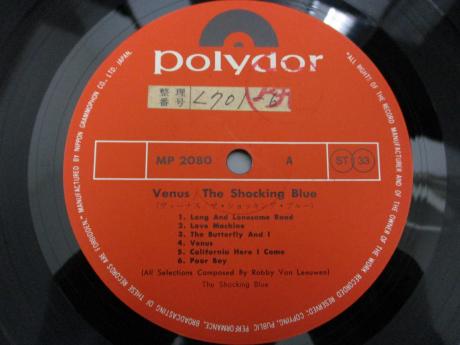 polydor
整理
番号
L701
MP 2080
A
ST 33
Venus / The Shocking Blue
(ヴィーナス/ザ・ショッキング・ブルー)
1. Long And Lonesome Road
2. Love Machine
3. The Butterfly And I
4. Venus
5. California Here I Come
6. Poor Boy
(All Selections Composed By Robby Van Leeuwen)
The Shocking Blue
MANUFACTURED BY NIPPON GRAMMOPHON CO., LTD. JAPAN.
ALL RIGHTS OF THE RECORD MANUFACTURER AND OF THE OWNER OF THE WORK RECORDED RESERVED; COPYING, PUBLIC PERFORMANCE, BROADCASTING OF THESE RECORDS ARE FORBIDDEN.